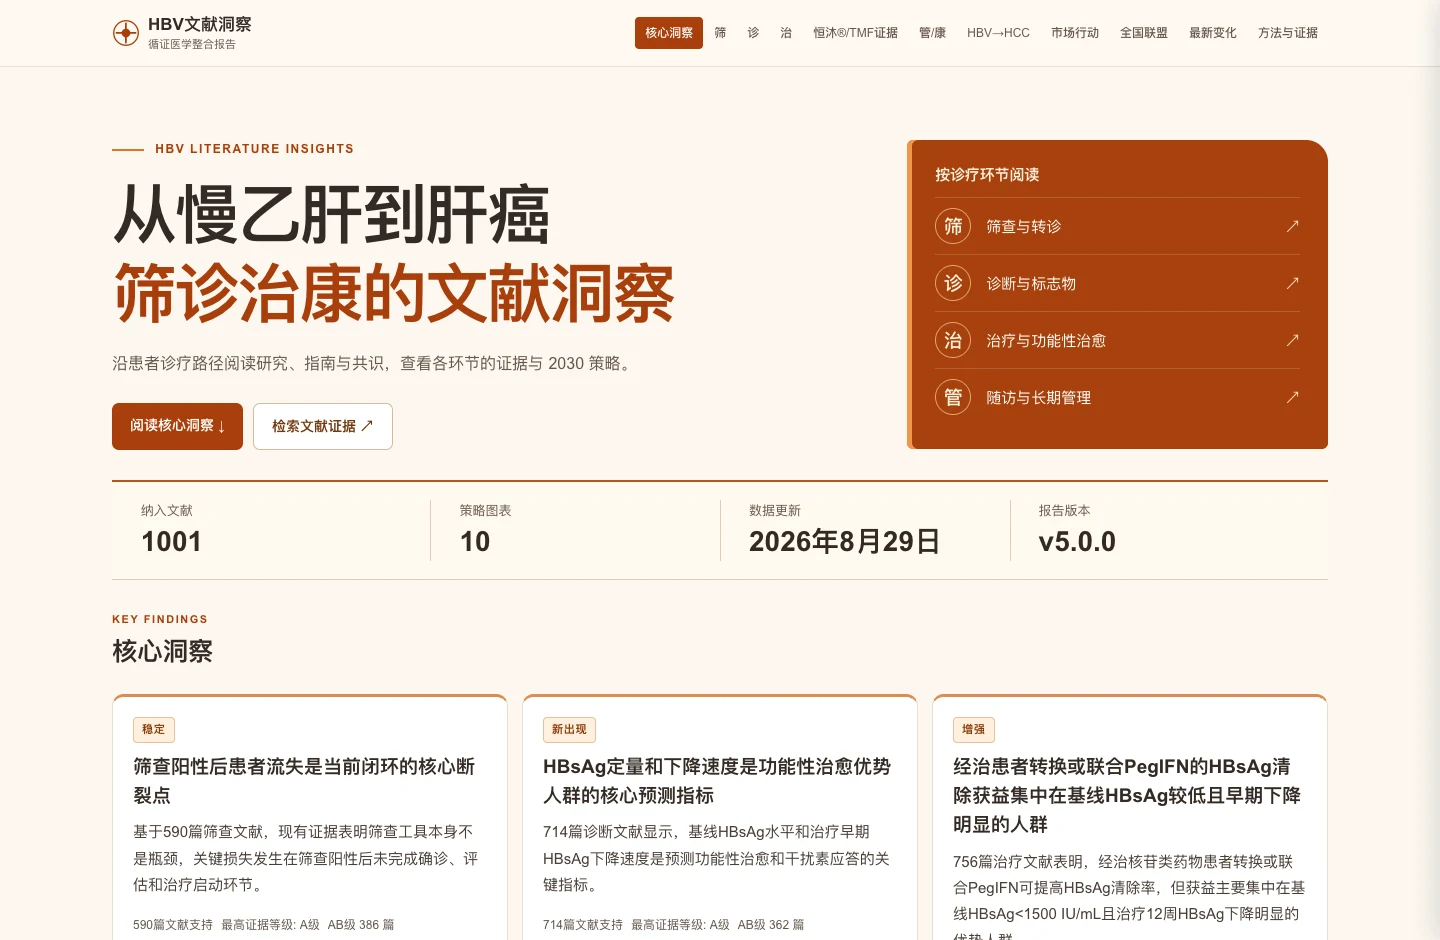 HBV文献洞察
循证医学整合报告
核心洞察 筛 诊 治 恒沐®/TMF证据 管/康 HBV→HCC 市场行动 全国联盟 最新变化 方法与证据
HBV LITERATURE INSIGHTS
从慢乙肝到肝癌
筛诊治康的文献洞察
沿患者诊疗路径阅读研究、指南与共识，查看各环节的证据与 2030 策略。
阅读核心洞察 ↓
检索文献证据 ↗
按诊疗环节阅读
筛 筛查与转诊 ↗
诊 诊断与标志物 ↗
治 治疗与功能性治愈 ↗
管 随访与长期管理 ↗
纳入文献
1001
策略图表
10
数据更新
2026年8月29日
报告版本
v5.0.0
KEY FINDINGS
核心洞察
稳定
筛查阳性后患者流失是当前闭环的核心断
裂点
基于590篇筛查文献，现有证据表明筛查工具本身不
是瓶颈，关键损失发生在筛查阳性后未完成确诊、评
估和治疗启动环节。
590篇文献支持 最高证据等级: A级 AB级 386 篇
新出现
HBsAg定量和下降速度是功能性治愈优势
人群的核心预测指标
714篇诊断文献显示，基线HBsAg水平和治疗早期
HBsAg下降速度是预测功能性治愈和干扰素应答的关
键指标。
714篇文献支持 最高证据等级: A级 AB级 362 篇
增强
经治患者转换或联合PegIFN的HBsAg清
除获益集中在基线HBsAg较低且早期下降
明显的人群
756篇治疗文献表明，经治核苷类药物患者转换或联
合PegIFN可提高HBsAg清除率，但获益主要集中在基
线HBsAg<1500 IU/mL且治疗12周HBsAg下降明显的
优势人群